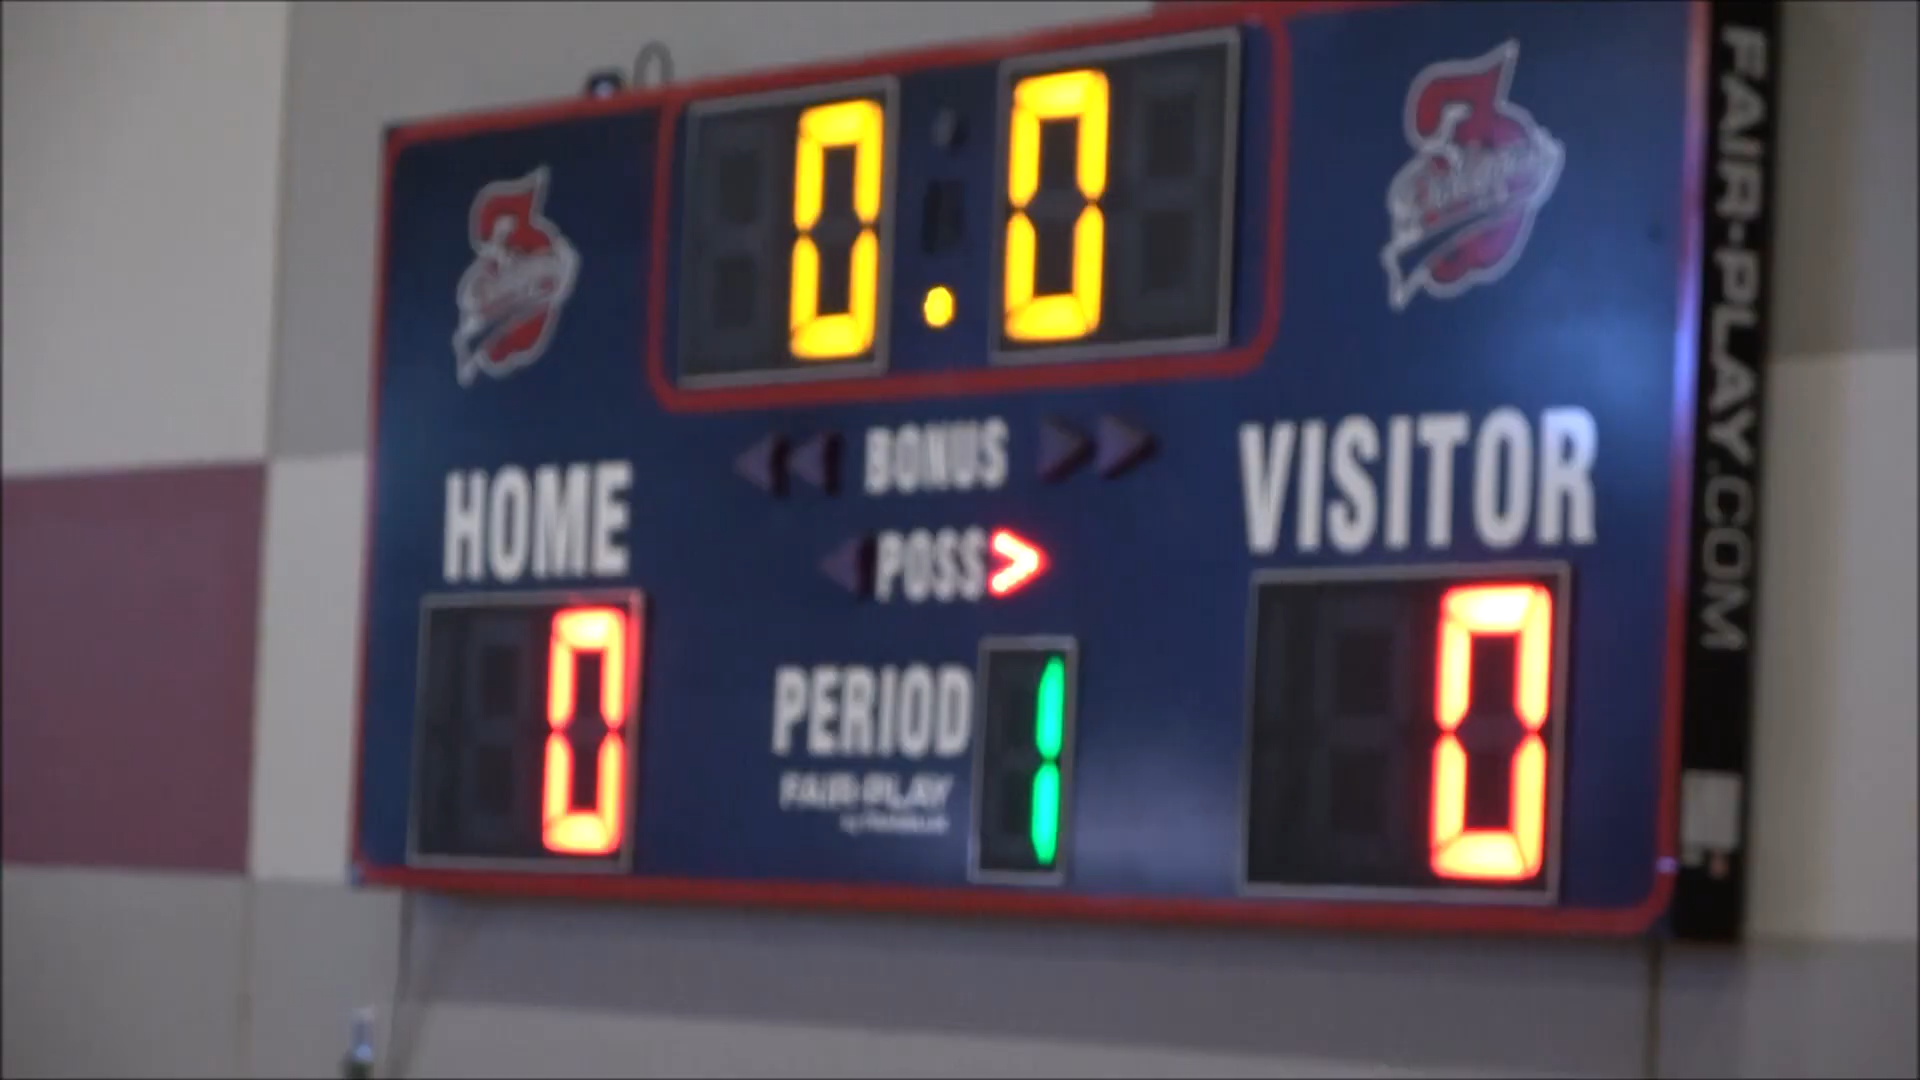 0.0
BONUS
HOME
VISITOR
POSS>
0
0
PERIOD 1
FAIR-PLAY
FAIR-PLAY.COM